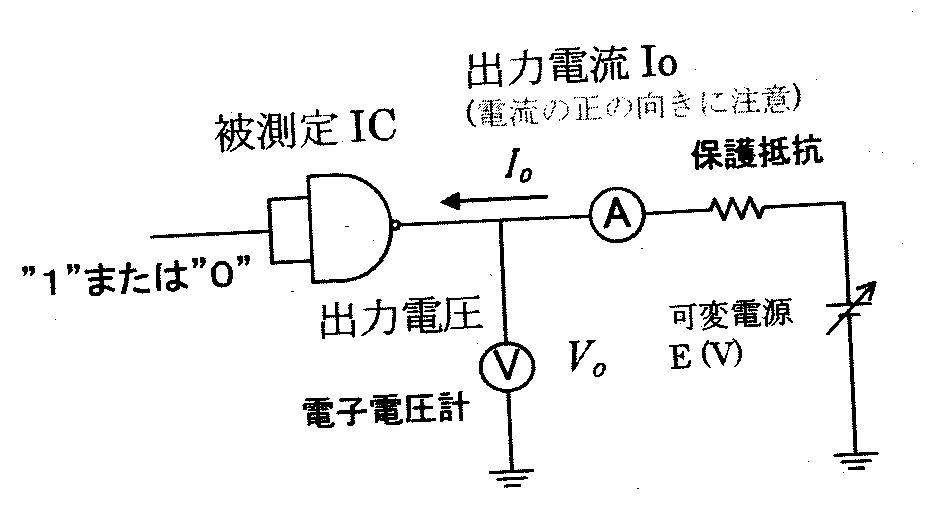 出力電流 Io
(電流の正の向きに注意)
被測定 IC
保護抵抗
Io
A
"1"または"0"
出力電圧
可変電源
E (V)
V
Vo
電子電圧計